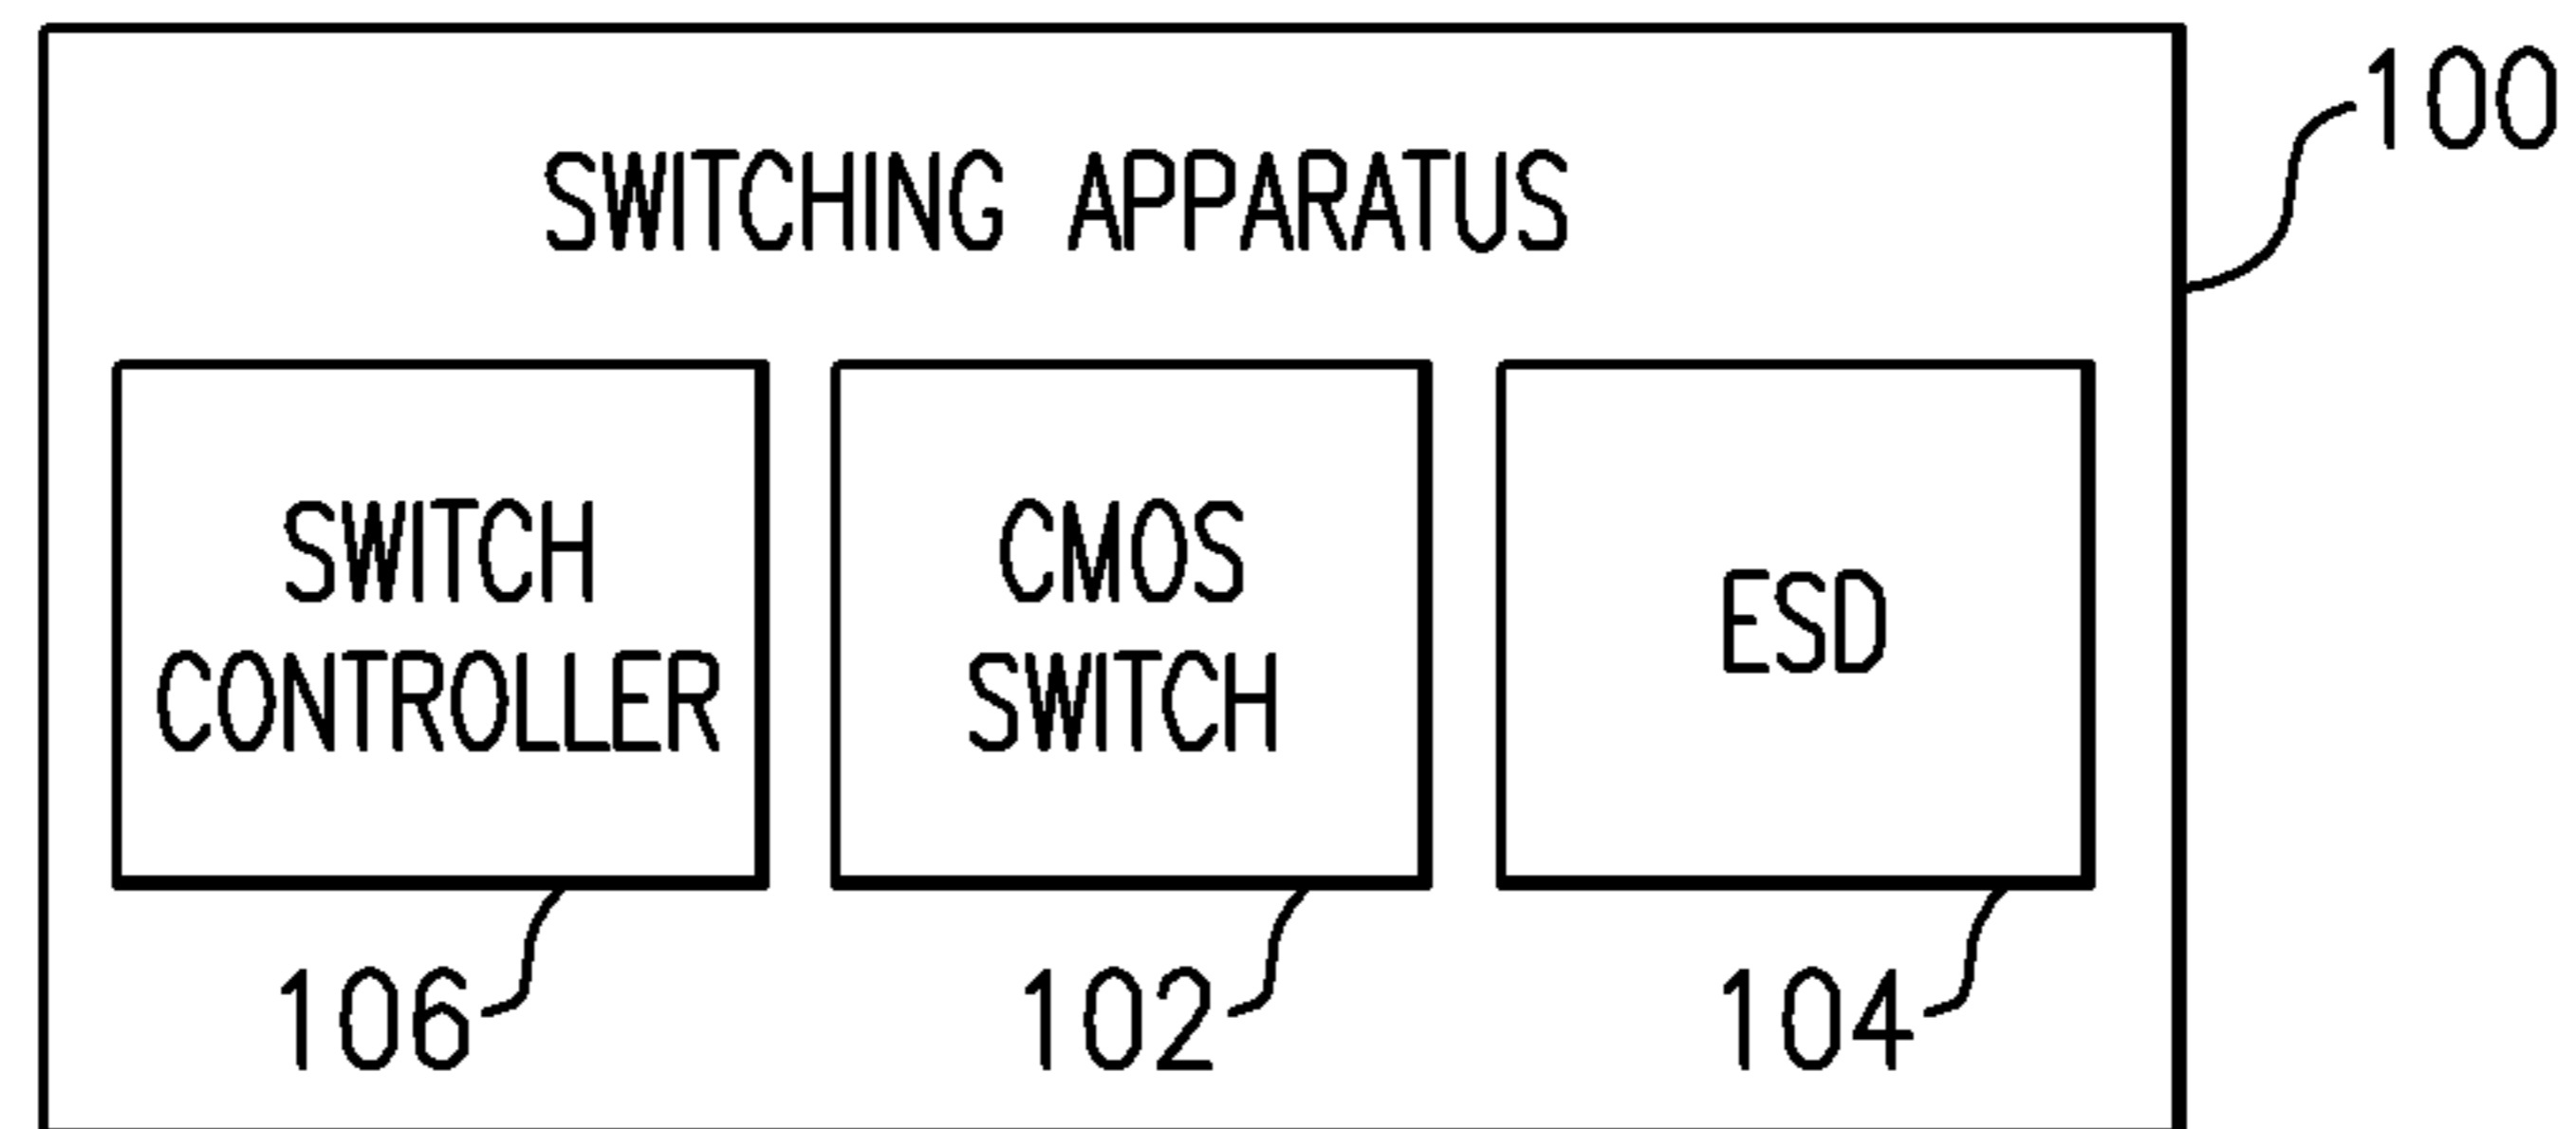 100
SWITCHING APPARATUS
SWITCH
CONTROLLER
CMOS
SWITCH
ESD
106
102
104